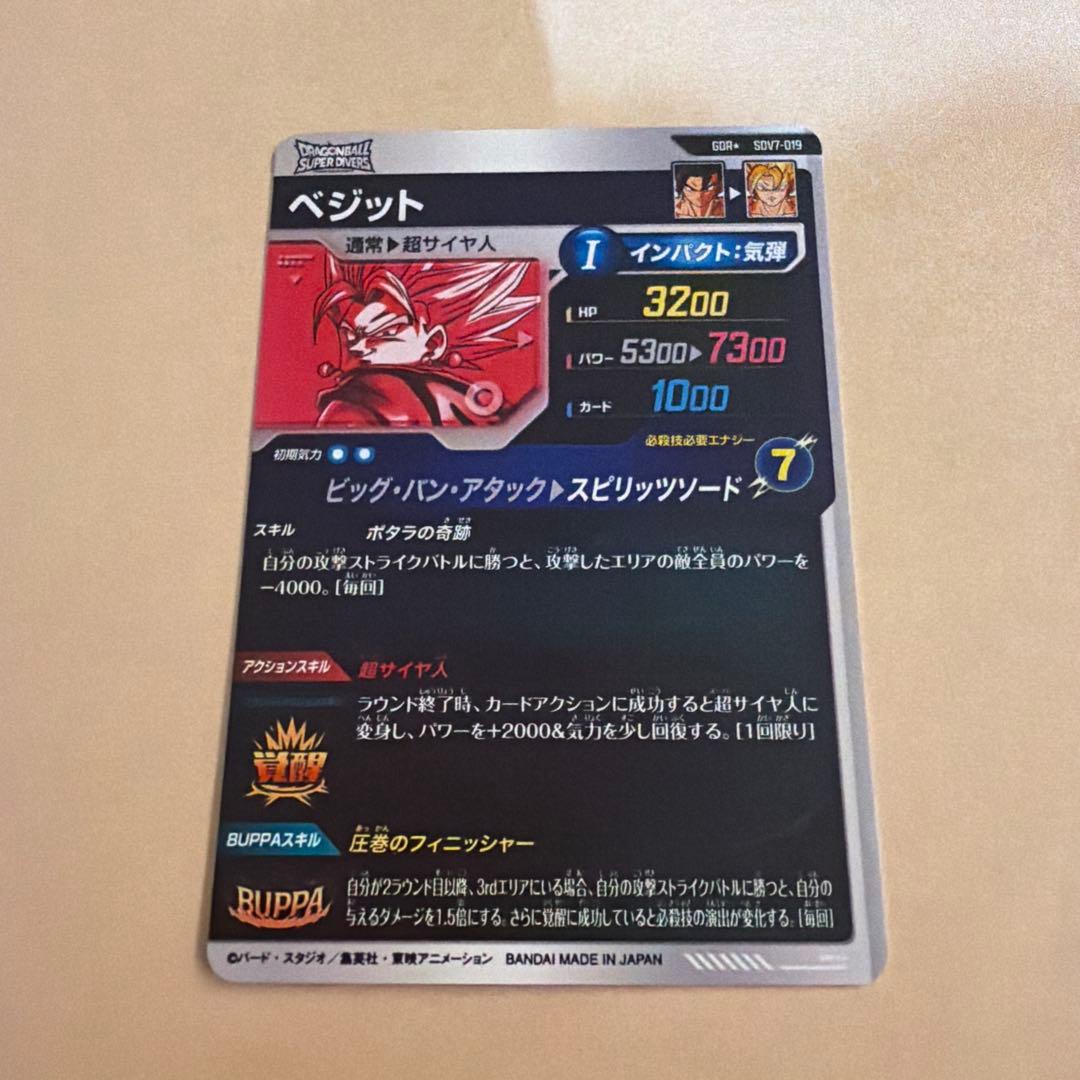 DRAGONBALL
SUPER DIVERS
GDR★ SDV7-019
ベジット
通常▶超サイヤ人
I インパクト:気弾
HP 3200
パワー 5300▶7300
ガード 1000
初期気力
必殺技必要エナジー
7
ビッグ・バン・アタック▶スピリッツソード
スキル ポタラの奇跡
自分の攻撃ストライクバトルに勝つと、攻撃したエリアの敵全員のパワーを
-4000。[毎回]
アクションスキル 超サイヤ人
ラウンド終了時、カードアクションに成功すると超サイヤ人に
変身し、パワーを+2000&気力を少し回復する。[1回限り]
覚醒
BUPPAスキル 圧巻のフィニッシャー
BUPPA
自分が2ラウンド目以降、3rdエリアにいる場合、自分の攻撃ストライクバトルに勝つと、自分の
与えるダメージを1.5倍にする。さらに覚醒に成功していると必殺技の演出が変化する。[毎回]
©バード・スタジオ/集英社・東映アニメーション BANDAI MADE IN JAPAN